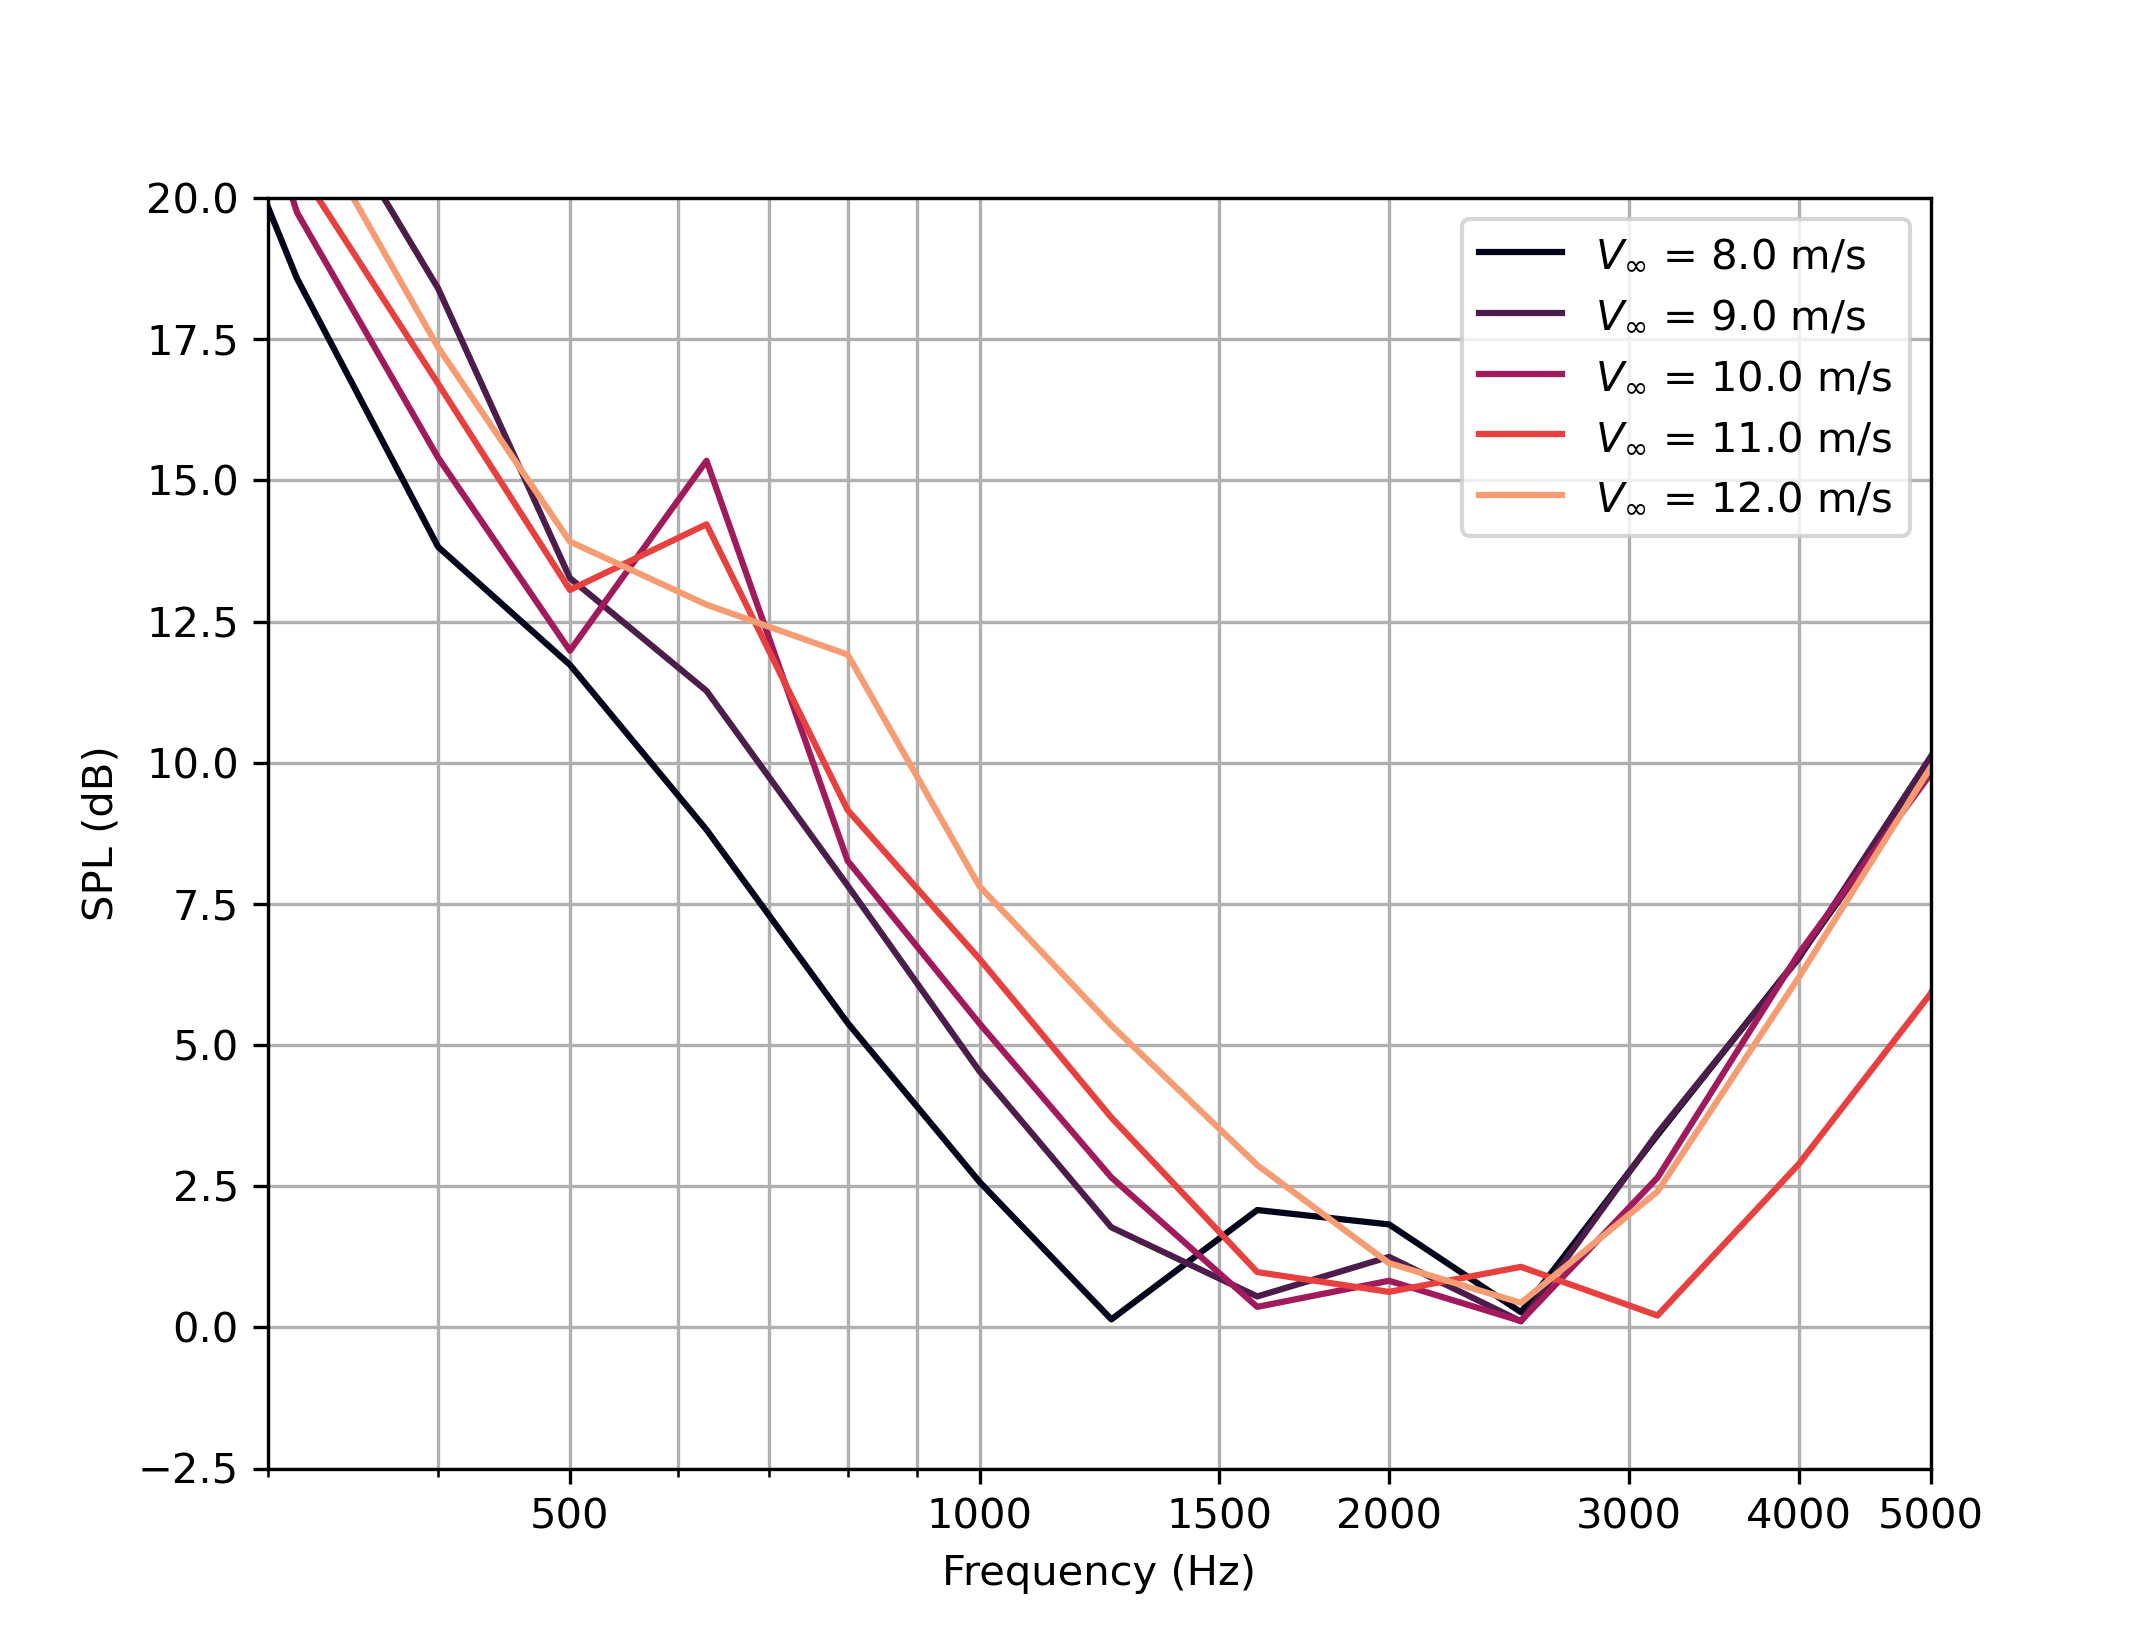 20.0
17.5
15.0
12.5
10.0
7.5
5.0
2.5
0.0
−2.5
SPL (dB)
V∞ = 8.0 m/s
V∞ = 9.0 m/s
V∞ = 10.0 m/s
V∞ = 11.0 m/s
V∞ = 12.0 m/s
500 1000 1500 2000 3000 4000 5000
Frequency (Hz)